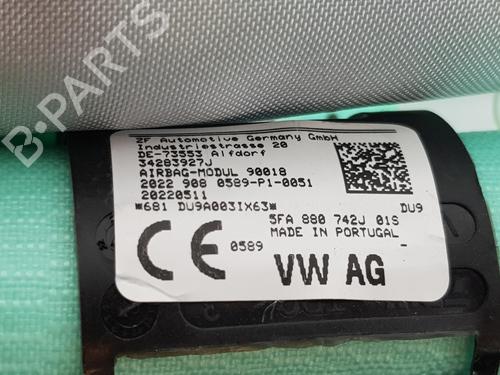 B-PARTS
ZF Automotive Germany GmbH
Industriestrasse 20
DE-73553 Alfdorf
34283927J
AIRBAG-MODUL 90018
2022 908 0589-P1-0051
20220511
*681 DU9A003IX63*
DU9
5FA 880 742J 01S
MADE IN PORTUGAL
CE 0589
VW AG